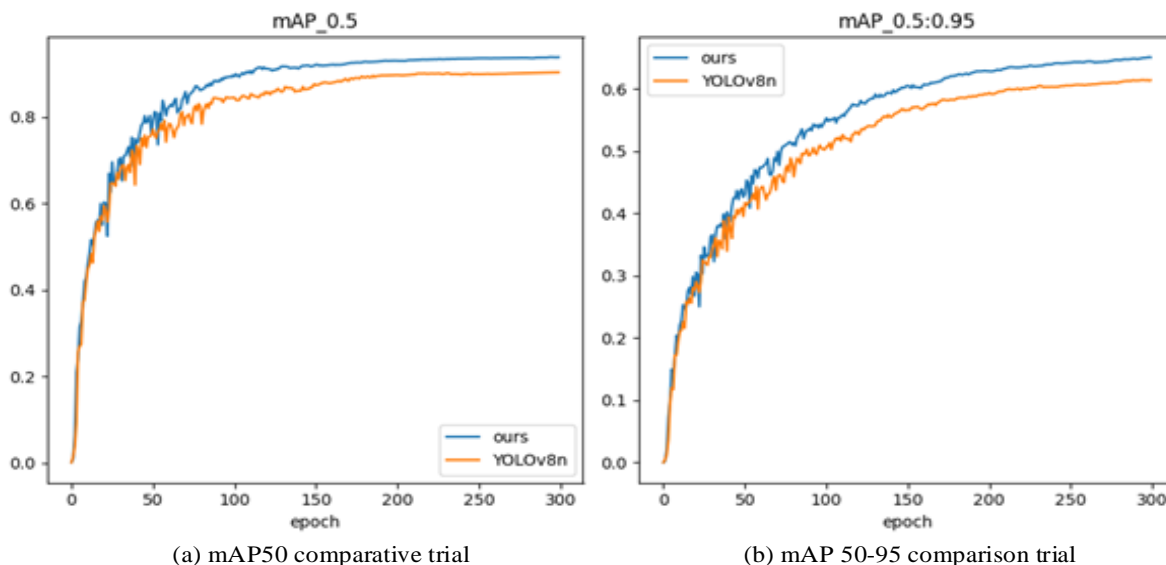 mAP_0.5
0.8
0.6
0.4
0.2
0.0
ours
YOLOv8n
0 50 100 150 200 250 300
epoch
(a) mAP50 comparative trial
mAP_0.5:0.95
ours
YOLOv8n
0.6
0.5
0.4
0.3
0.2
0.1
0.0
0 50 100 150 200 250 300
epoch
(b) mAP 50-95 comparison trial